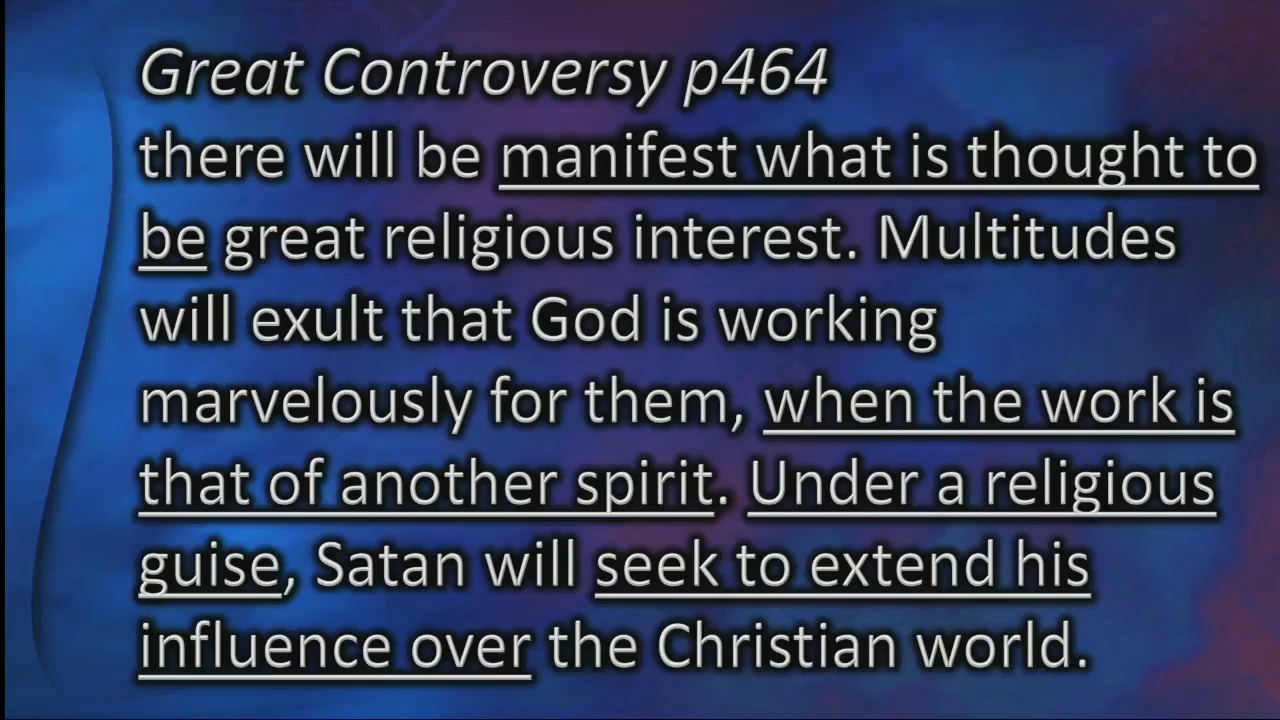 Great Controversy p464
there will be manifest what is thought to
be great religious interest. Multitudes
will exult that God is working
marvelously for them, when the work is
that of another spirit. Under a religious
guise, Satan will seek to extend his
influence over the Christian world.